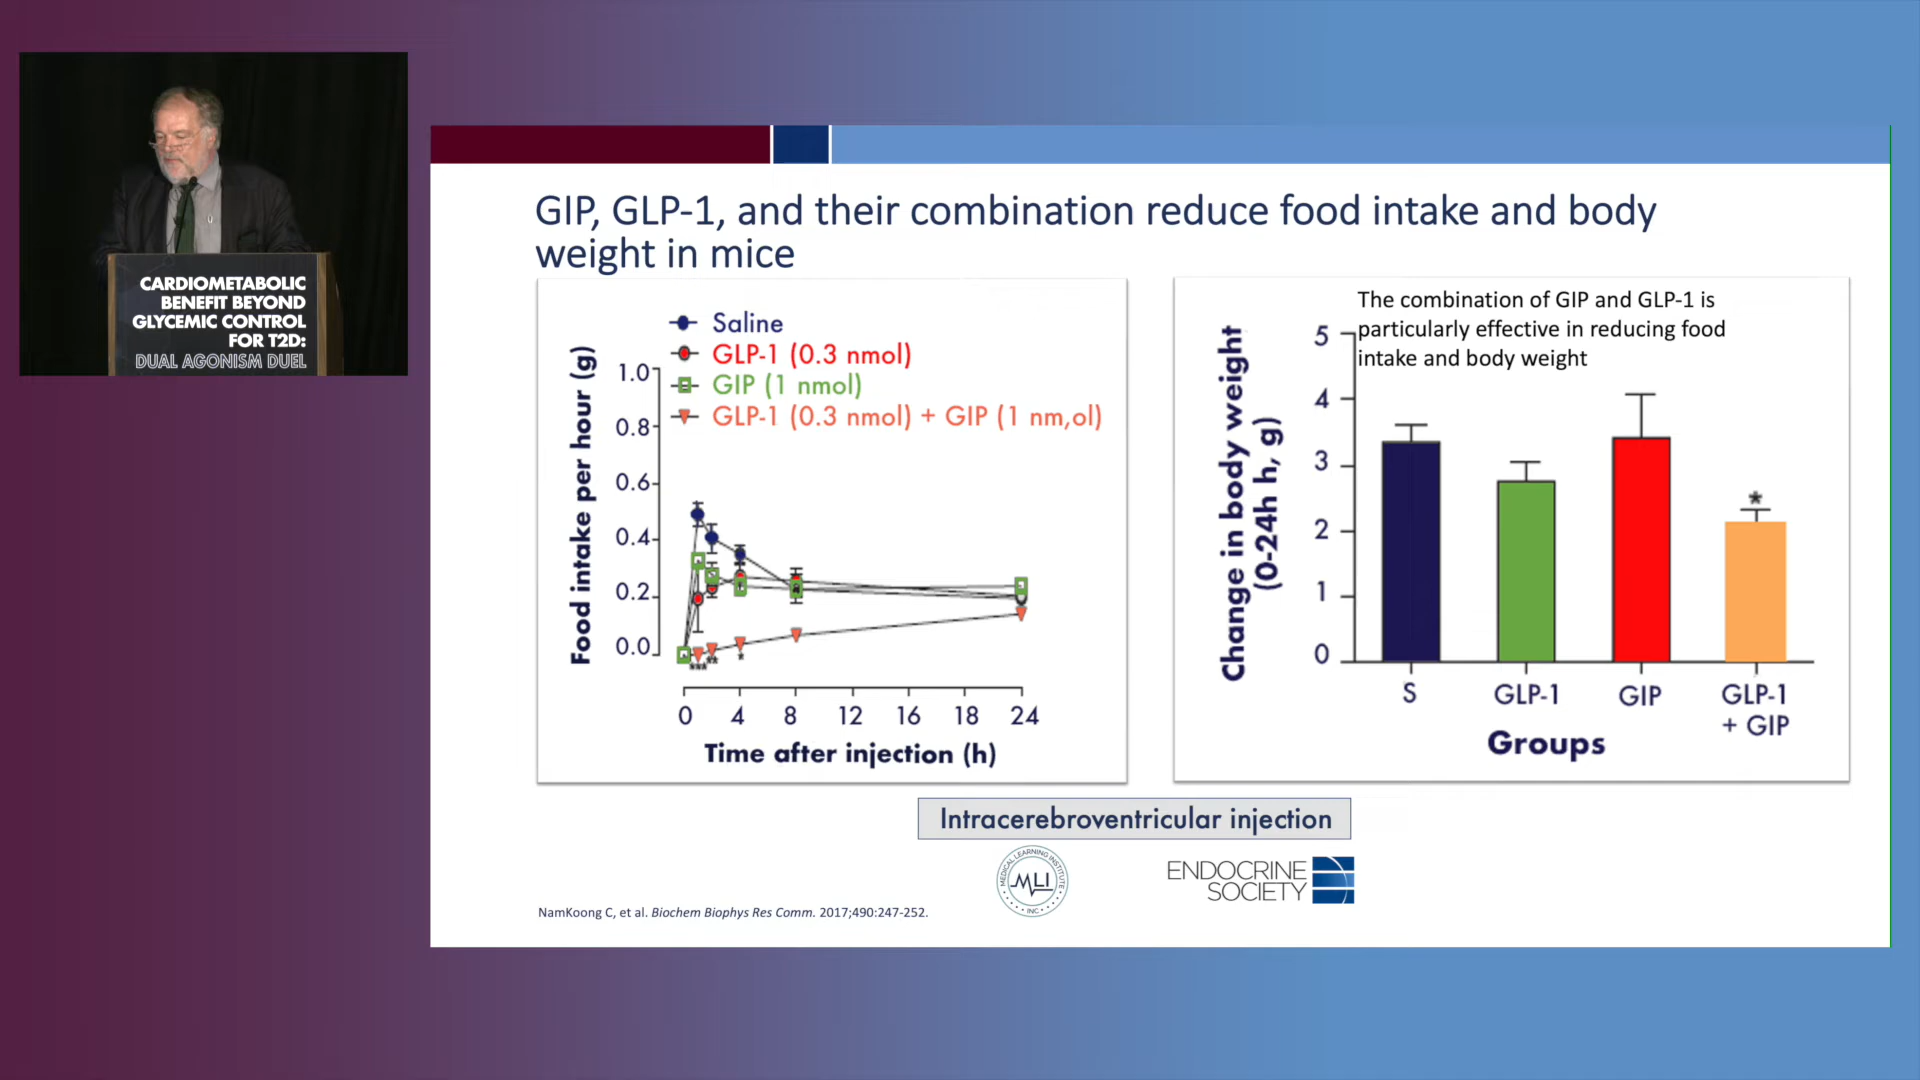 CARDIOMETABOLIC
BENEFIT BEYOND
GLYCEMIC CONTROL
FOR T2D:
DUAL AGONISM DUEL
GIP, GLP-1, and their combination reduce food intake and body
weight in mice
Saline
GLP-1 (0.3 nmol)
GIP (1 nmol)
GLP-1 (0.3 nmol) + GIP (1 nm,ol)
Food intake per hour (g)
1.0
0.8
0.6
0.4
0.2
0.0
*** ** *
0 4 8 12 16 18 24
Time after injection (h)
The combination of GIP and GLP-1 is
particularly effective in reducing food
intake and body weight
Change in body weight
(0-24h h, g)
5
4
3
2
1
0
*
S GLP-1 GIP GLP-1
+ GIP
Groups
Intracerebroventricular injection
MEDICAL LEARNING INSTITUTE
MLI
INC
ENDOCRINE
SOCIETY
NamKoong C, et al. Biochem Biophys Res Comm. 2017;490:247-252.